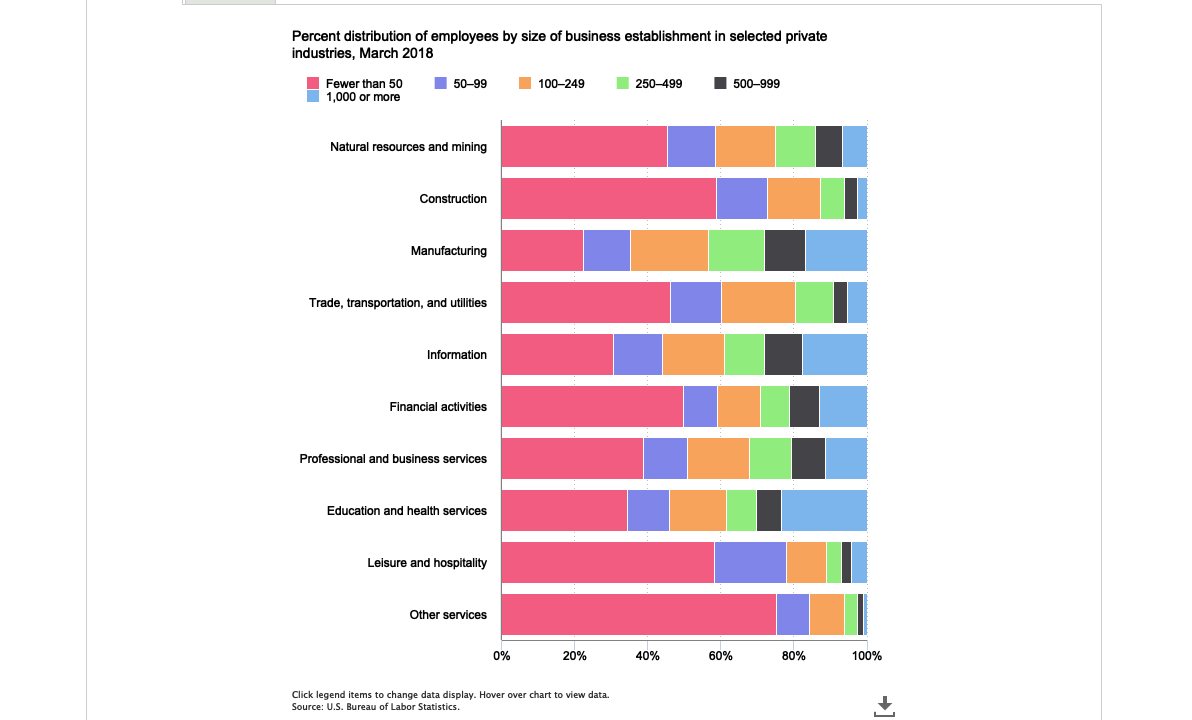 Percent distribution of employees by size of business establishment in selected private
industries, March 2018
Fewer than 50 50–99 100–249 250–499 500–999
1,000 or more
Natural resources and mining
Construction
Manufacturing
Trade, transportation, and utilities
Information
Financial activities
Professional and business services
Education and health services
Leisure and hospitality
Other services
0% 20% 40% 60% 80% 100%
Click legend items to change data display. Hover over chart to view data.
Source: U.S. Bureau of Labor Statistics.